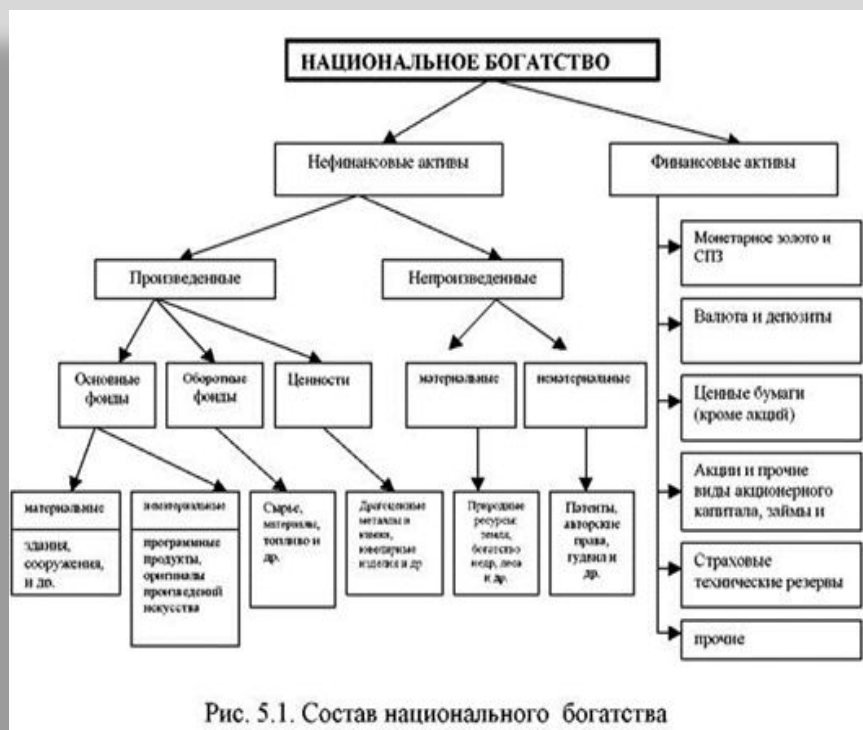 НАЦИОНАЛЬНОЕ БОГАТСТВО
Нефинансовые активы
Финансовые активы
Произведенные
Непроизведенные
Основные
фонды
Оборотные
фонды
Ценности
материальные
нематериальные
материальные
здания,
сооружения,
и др.
нематериальные
программные
продукты,
оригиналы
произведений
искусства
Сырье,
материалы,
топливо и
др.
Драгоценные
металлы и
камни,
ювелирные
изделия и др
Природные
ресурсы:
земля,
богатство
недр, леса
и др.
Патенты,
авторские
права,
гудвил и
др.
Монетарное золото и
СПЗ
Валюта и депозиты
Ценные бумаги
(кроме акций)
Акции и прочие
виды акционерного
капитала, займы и
Страховые
технические резервы
прочие
Рис. 5.1. Состав национального богатства